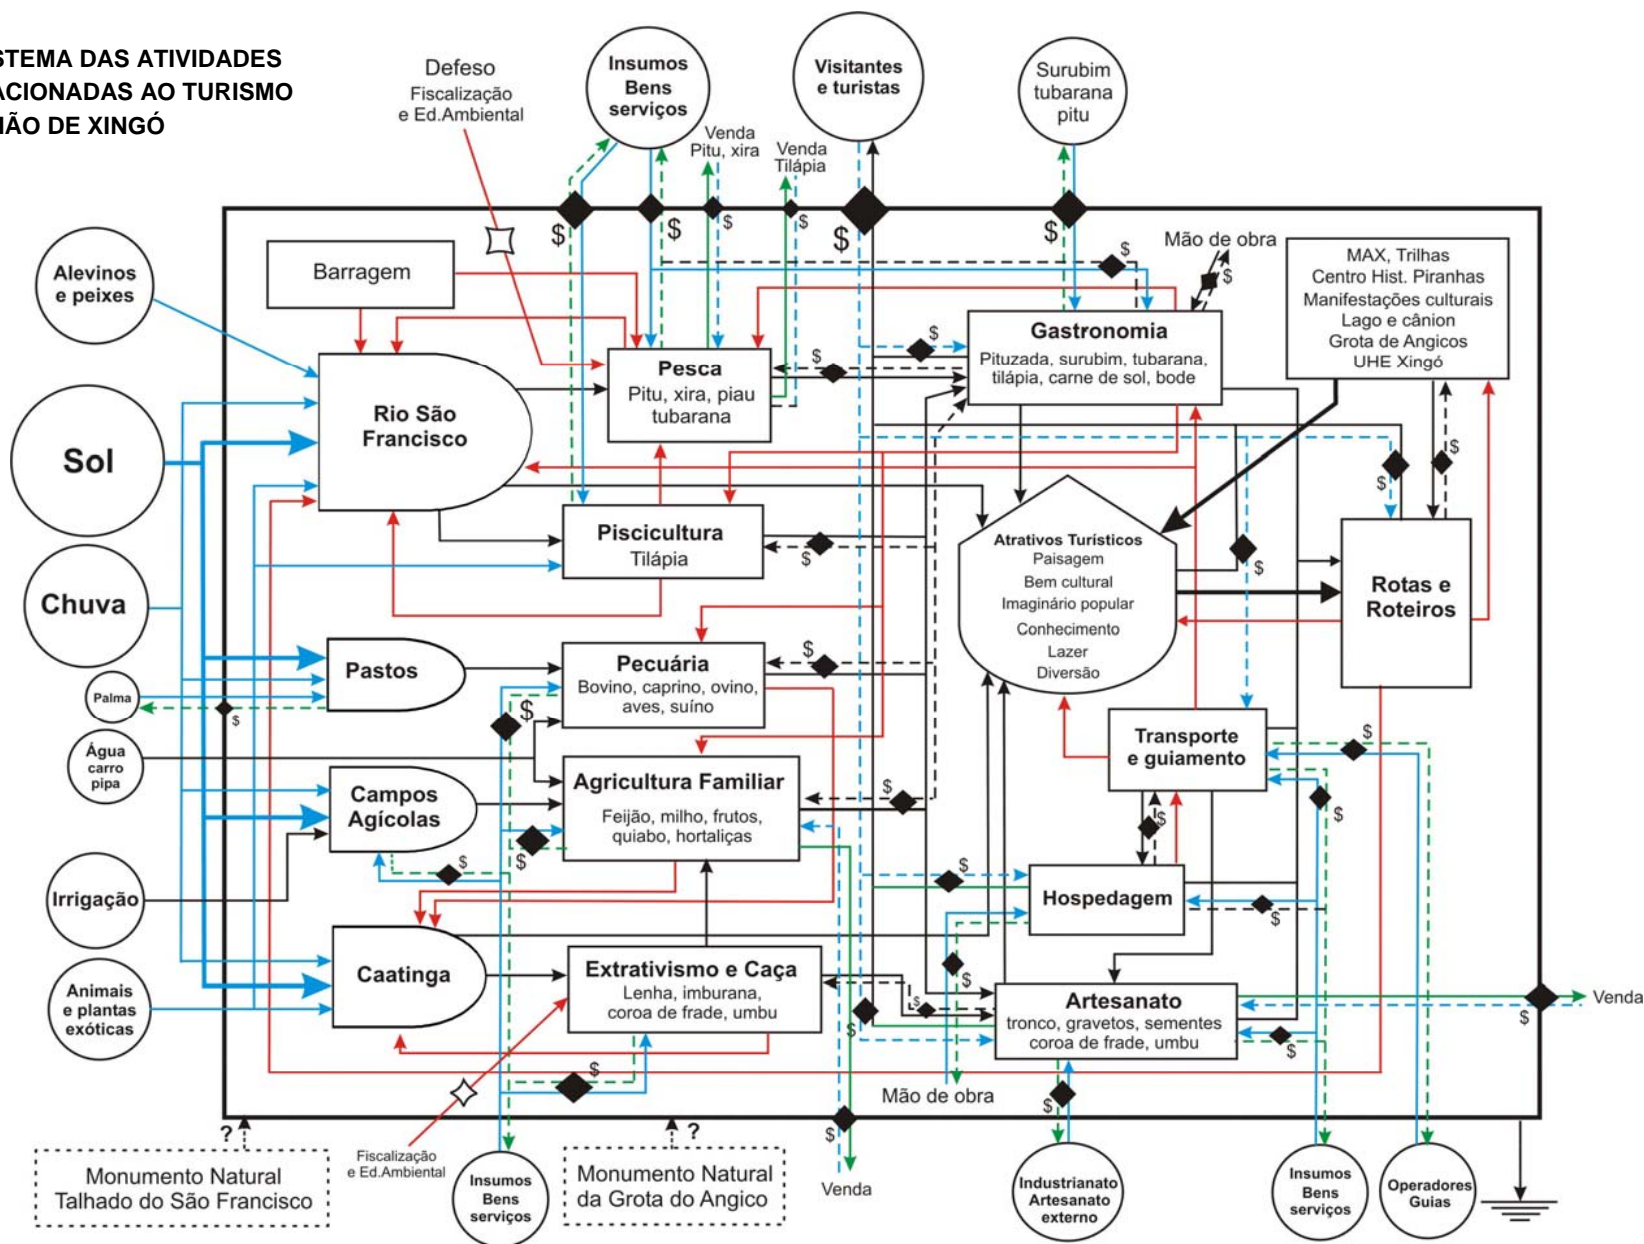 STEMA DAS ATIVIDADES
ACIONADAS AO TURISMO
IÃO DE XINGÓ
Defeso
Fiscalização
e Ed.Ambiental
Insumos
Bens
serviços
Venda
Pitu, xira
Venda
Tilápia
Visitantes
e turistas
Surubim
tubarana
pitu
$
$
$
$
$
$
Mão de obra
$
$
MAX, Trilhas
Centro Hist. Piranhas
Manifestações culturais
Lago e cânion
Grota de Angicos
UHE Xingó
Alevinos
e peixes
Barragem
Gastronomia
Pituzada, surubim, tubarana,
tilápia, carne de sol, bode
$
$
Pesca
Pitu, xira, piau
tubarana
Rio São
Francisco
Sol
$
$
Piscicultura
Tilápia
$
Atrativos Turísticos
Paisagem
Bem cultural
Imaginário popular
Conhecimento
Lazer
Diversão
$
Rotas e
Roteiros
Chuva
Pastos
Pecuária
Bovino, caprino, ovino,
aves, suíno
$
Palma
$
$
Água
carro
pipa
Transporte
e guiamento
$
Campos
Agícolas
Agricultura Familiar
Feijão, milho, frutos,
quiabo, hortaliças
$
$
$
$
$
Irrigação
Hospedagem
$
$
Caatinga
Extrativismo e Caça
Lenha, imburana,
coroa de frade, umbu
$
$
Artesanato
tronco, gravetos, sementes
coroa de frade, umbu
$
$
$
Venda
Animais
e plantas
exóticas
$
Mão de obra
$
$
?
?
Monumento Natural
Talhado do São Francisco
Fiscalização
e Ed.Ambiental
Insumos
Bens
serviços
Monumento Natural
da Grota do Angico
Venda
Industrianato
Artesanato
externo
Insumos
Bens
serviços
Operadores
Guias